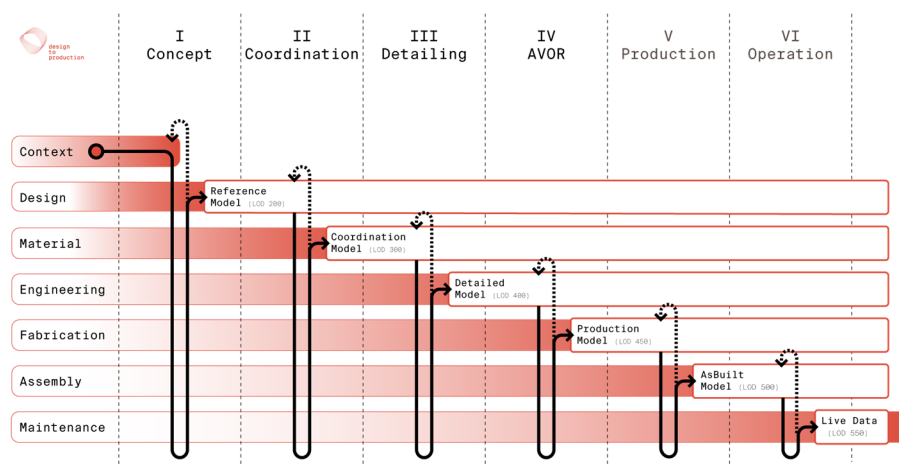 design
to
production
I
Concept
II
Coordination
III
Detailing
IV
AVOR
V
Production
VI
Operation
Context
Design
Reference
Model (LOD 200)
Material
Coordination
Model (LOD 300)
Engineering
Detailed
Model (LOD 400)
Fabrication
Production
Model (LOD 450)
Assembly
AsBuilt
Model (LOD 500)
Maintenance
Live Data
(LOD 550)